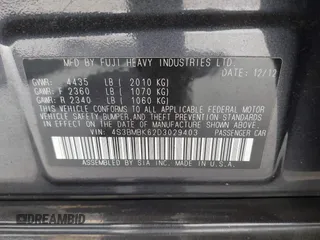 MFD BY FUJI HEAVY INDUSTRIES LTD.
DATE: 12/12
GVWR: 4435 LB ( 2010 KG)
GAWR: F 2360 LB ( 1070 KG)
GAWR: R 2340 LB ( 1060 KG)
THIS VEHICLE CONFORMS TO ALL APPLICABLE FEDERAL MOTOR
VEHICLE SAFETY, BUMPER, AND THEFT PREVENTION STANDARDS
IN EFFECT ON THE DATE OF MANUFACTURE SHOWN ABOVE.
VIN: 4S3BMBK62D3029403 PASSENGER CAR
ASSEMBLED BY SIA INC. MADE IN U.S.A.
DREAMBID